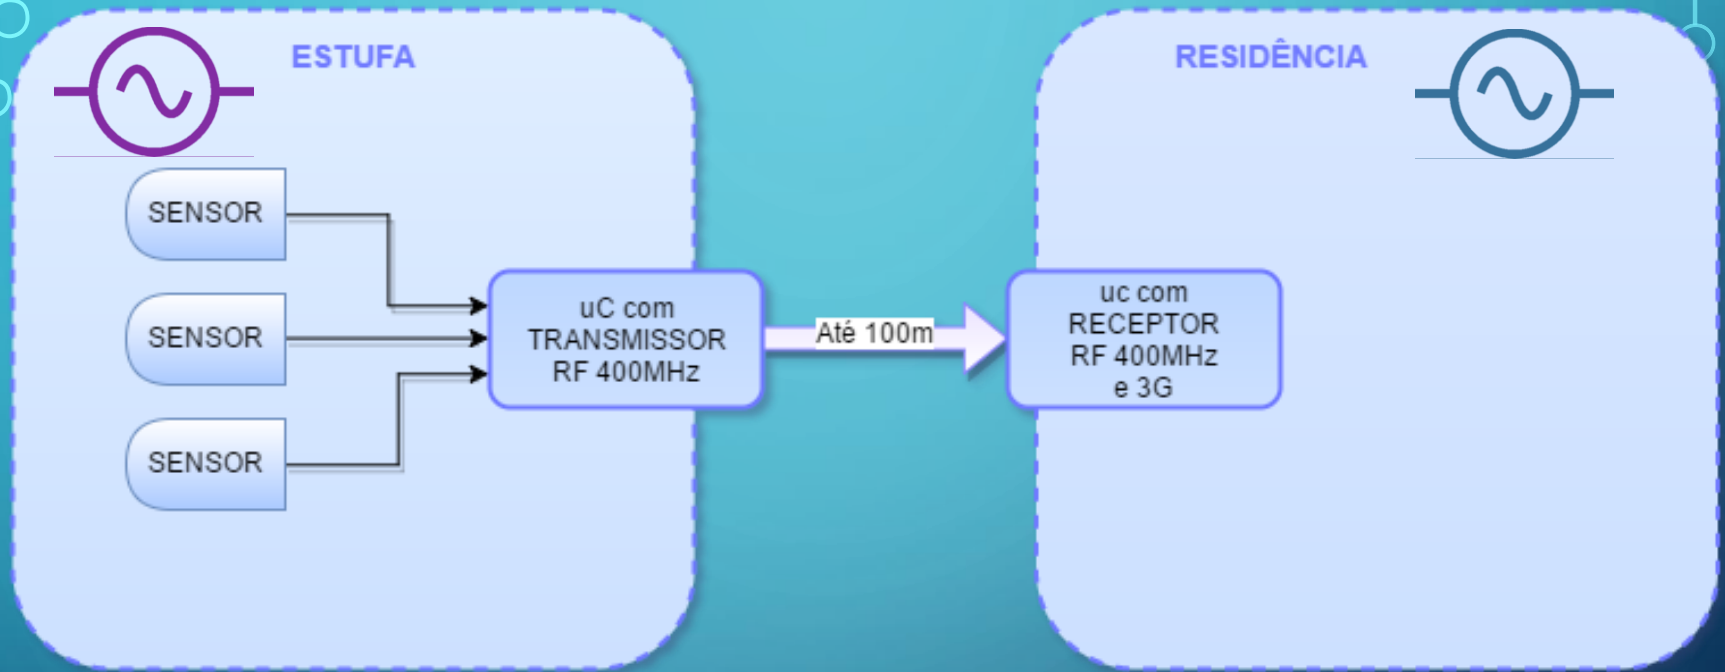 ESTUFA
SENSOR
SENSOR
SENSOR
uC com
TRANSMISSOR
RF 400MHz
Até 100m
RESIDÊNCIA
uc com
RECEPTOR
RF 400MHz
e 3G